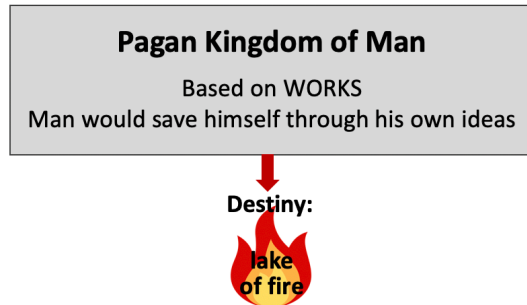 Pagan Kingdom of Man
Based on WORKS
Man would save himself through his own ideas
Destiny:
lake
of fire